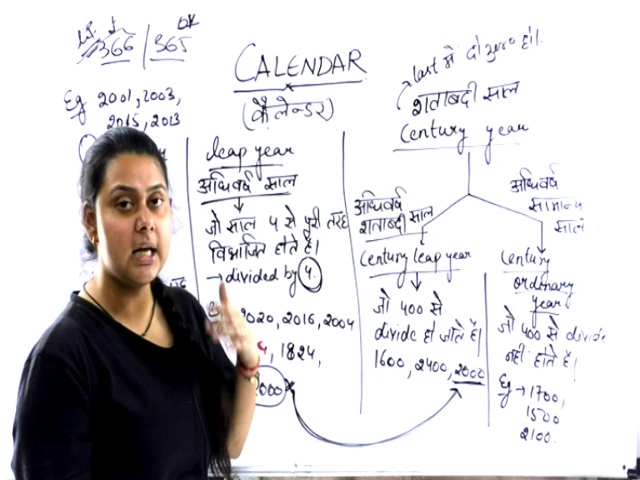 366 | 365
CALENDAR
(कैलेन्डर)
Eg 2001, 2003,
2015, 2013
leap year
अधिवर्ष साल
जो साल 4 से पूरी तरह
विभाजित होते हैं।
→ divided by 4.
2020, 2016, 2004
1824,
2000
last में दो zero हो।
शताब्दी साल
Century year
अधिवर्ष
शताब्दी साल
Century leap year
जो 400 से
divide हो जाते हैं।
1600, 2400, 2000
अधिवर्ष
सामान्य
साल
Century
ordinary
year
जो 400 से divide
नहीं होते हैं।
Eg → 1700,
1500
2100.